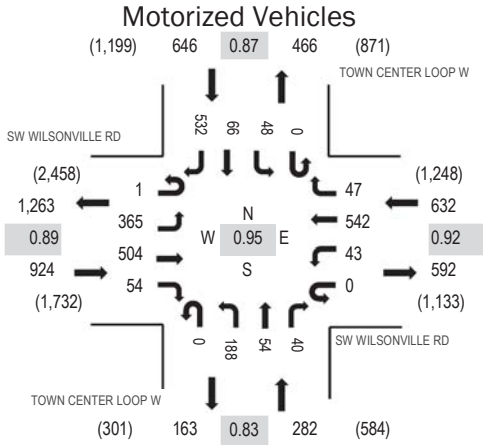 Motorized Vehicles
(1,199) 646 0.87 466 (871)
TOWN CENTER LOOP W
532 66 48 0
SW WILSONVILLE RD
(2,458) (1,248)
1 47
1,263 632
365 542
N
0.89 W 0.95 E 0.92
504 43
924 592
S
54 0
(1,732) (1,133)
0 188 54 40
SW WILSONVILLE RD
TOWN CENTER LOOP W
(301) 163 0.83 282 (584)